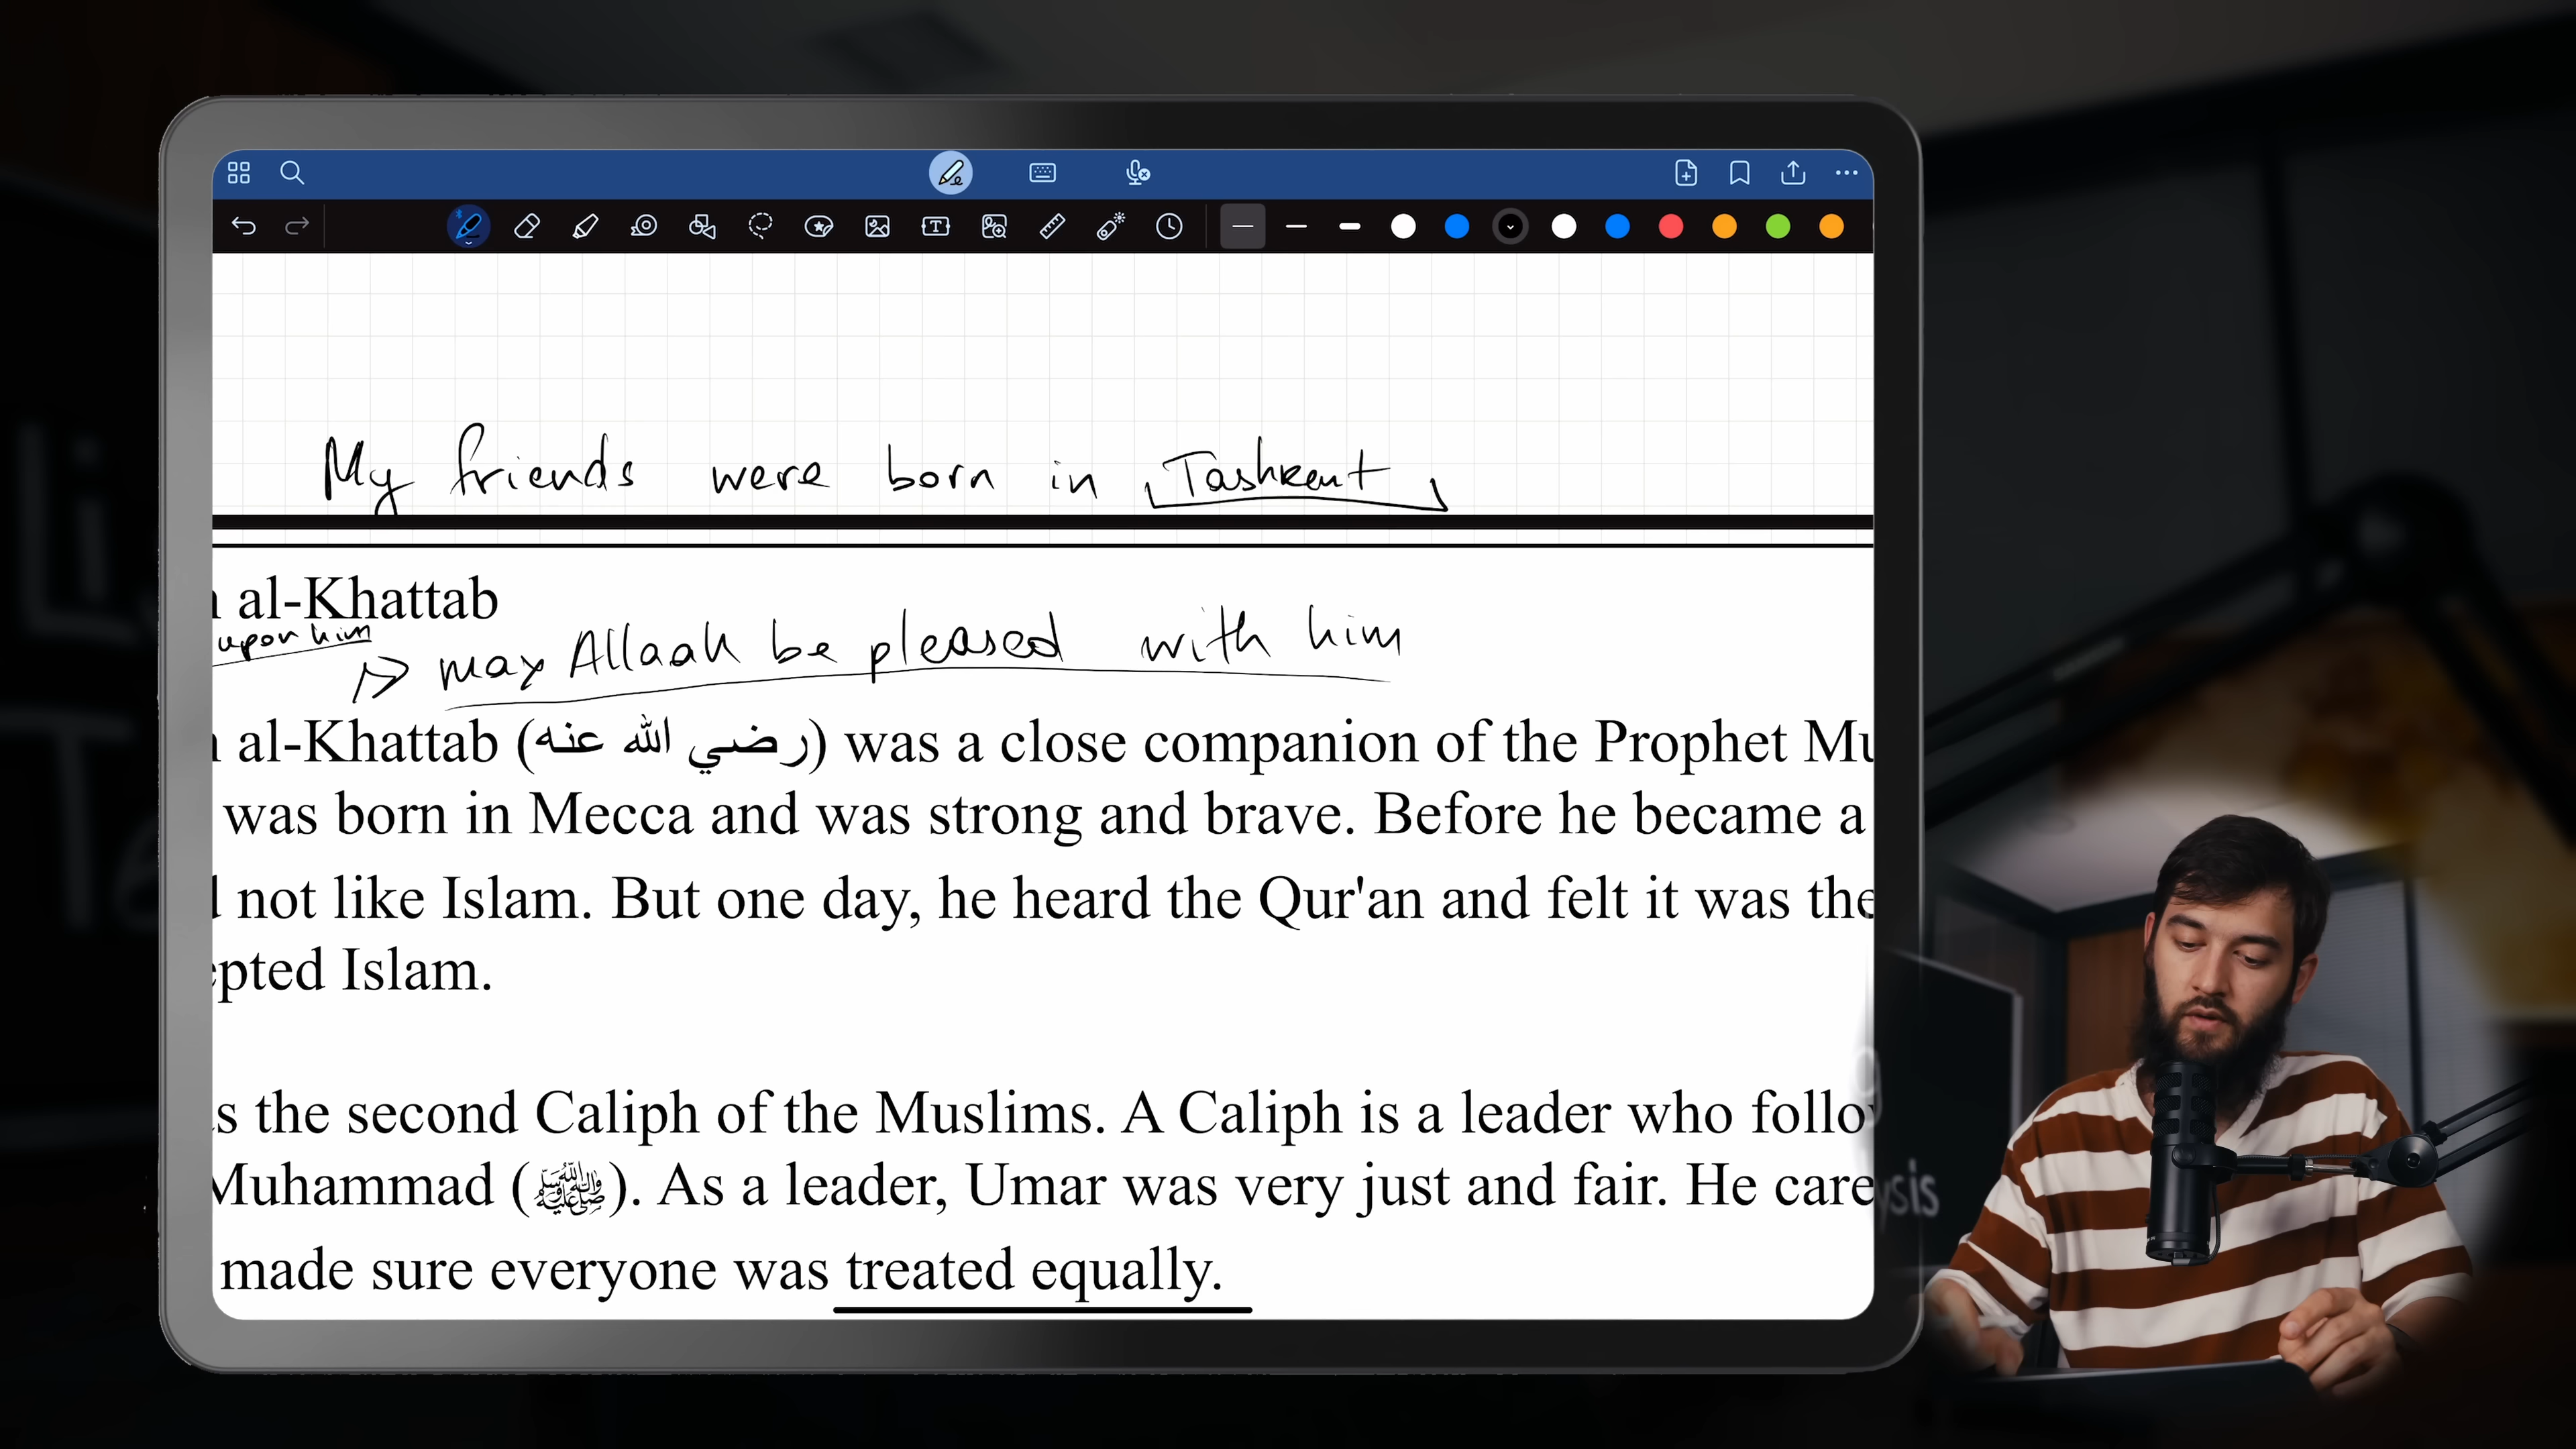 My friends were born in Tashkent
al-Khattab
upon him
may Allaah be pleased with him
al-Khattab (رضي الله عنه) was a close companion of the Prophet Mu
was born in Mecca and was strong and brave. Before he became a
not like Islam. But one day, he heard the Qur'an and felt it was the
epted Islam.
s the second Caliph of the Muslims. A Caliph is a leader who follo
Muhammad (ﷺ). As a leader, Umar was very just and fair. He care
made sure everyone was treated equally.
ysis